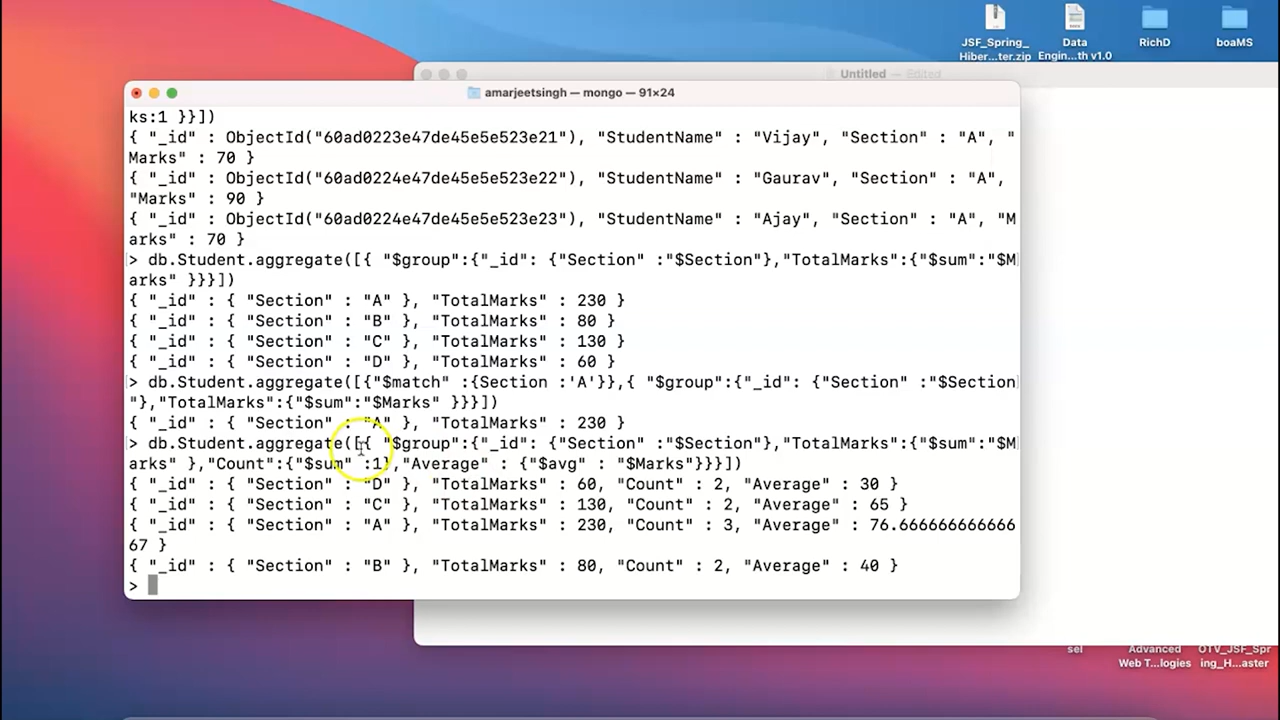 JSF_Spring_
Hiber...ter.zip
Data
Engin...th v1.0
RichD
boaMS
Untitled — Edited
amarjeetsingh — mongo — 91×24
ks:1 }}])
{ "_id" : ObjectId("60ad0223e47de45e5e523e21"), "StudentName" : "Vijay", "Section" : "A", "
Marks" : 70 }
{ "_id" : ObjectId("60ad0224e47de45e5e523e22"), "StudentName" : "Gaurav", "Section" : "A",
"Marks" : 90 }
{ "_id" : ObjectId("60ad0224e47de45e5e523e23"), "StudentName" : "Ajay", "Section" : "A", "M
arks" : 70 }
> db.Student.aggregate([{ "$group":{"_id": {"Section" :"$Section"},"TotalMarks":{"$sum":"$M
arks" }}}])
{ "_id" : { "Section" : "A" }, "TotalMarks" : 230 }
{ "_id" : { "Section" : "B" }, "TotalMarks" : 80 }
{ "_id" : { "Section" : "C" }, "TotalMarks" : 130 }
{ "_id" : { "Section" : "D" }, "TotalMarks" : 60 }
> db.Student.aggregate([{"$match" :{Section :'A'}},{ "$group":{"_id": {"Section" :"$Section
"},"TotalMarks":{"$sum":"$Marks" }}}])
{ "_id" : { "Section" : "A" }, "TotalMarks" : 230 }
> db.Student.aggregate([{ "$group":{"_id": {"Section" :"$Section"},"TotalMarks":{"$sum":"$M
arks" },"Count":{"$sum" :1},"Average" : {"$avg" : "$Marks"}}}])
{ "_id" : { "Section" : "D" }, "TotalMarks" : 60, "Count" : 2, "Average" : 30 }
{ "_id" : { "Section" : "C" }, "TotalMarks" : 130, "Count" : 2, "Average" : 65 }
{ "_id" : { "Section" : "A" }, "TotalMarks" : 230, "Count" : 3, "Average" : 76.666666666666
67 }
{ "_id" : { "Section" : "B" }, "TotalMarks" : 80, "Count" : 2, "Average" : 40 }
>
sel
Advanced
Web T...logies
OTV_JSF_Spr
ing_H...aster